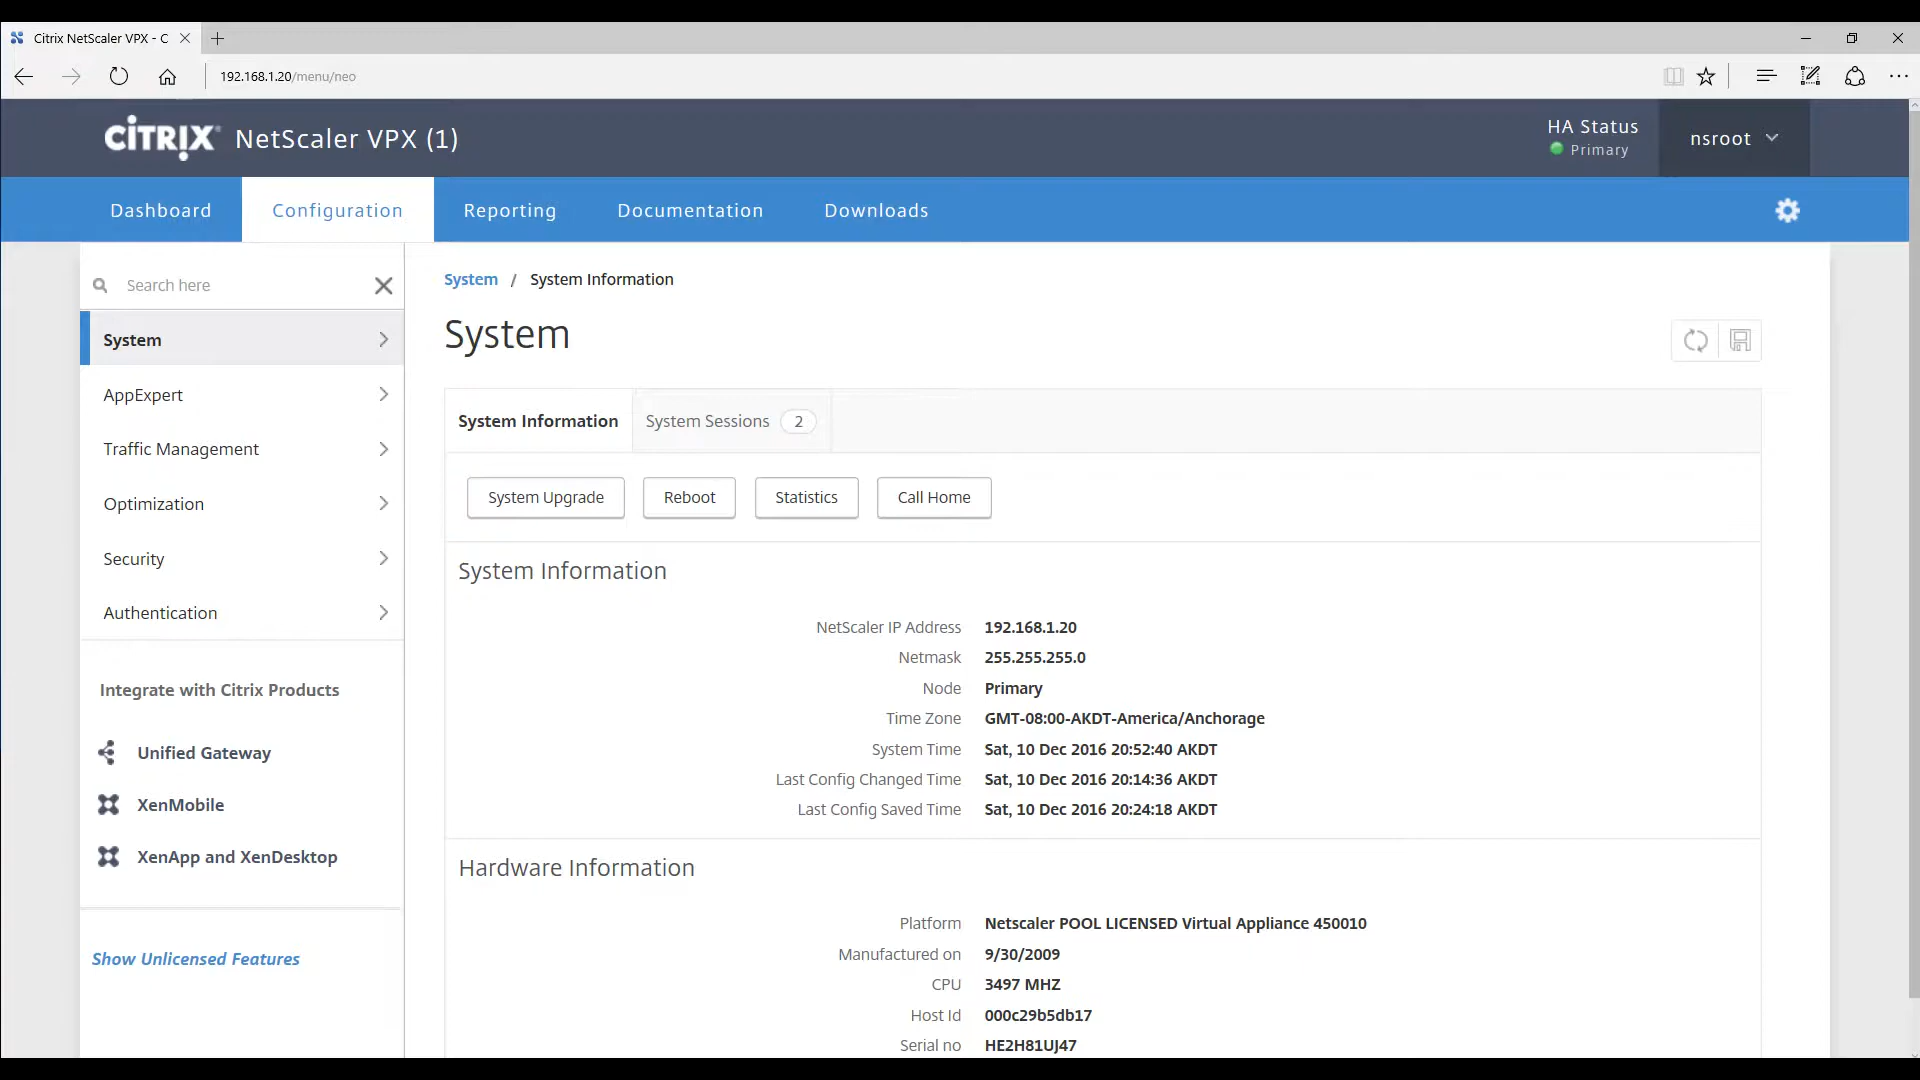 Citrix NetScaler VPX - C
192.168.1.20/menu/neo
CİTRIX NetScaler VPX (1)
HA Status
Primary
nsroot
Dashboard Configuration Reporting Documentation Downloads
Search here
System
AppExpert
Traffic Management
Optimization
Security
Authentication
Integrate with Citrix Products
Unified Gateway
XenMobile
XenApp and XenDesktop
Show Unlicensed Features
System / System Information
System
System Information System Sessions 2
System Upgrade Reboot Statistics Call Home
System Information
NetScaler IP Address 192.168.1.20
Netmask 255.255.255.0
Node Primary
Time Zone GMT-08:00-AKDT-America/Anchorage
System Time Sat, 10 Dec 2016 20:52:40 AKDT
Last Config Changed Time Sat, 10 Dec 2016 20:14:36 AKDT
Last Config Saved Time Sat, 10 Dec 2016 20:24:18 AKDT
Hardware Information
Platform Netscaler POOL LICENSED Virtual Appliance 450010
Manufactured on 9/30/2009
CPU 3497 MHZ
Host Id 000c29b5db17
Serial no HE2H81UJ47